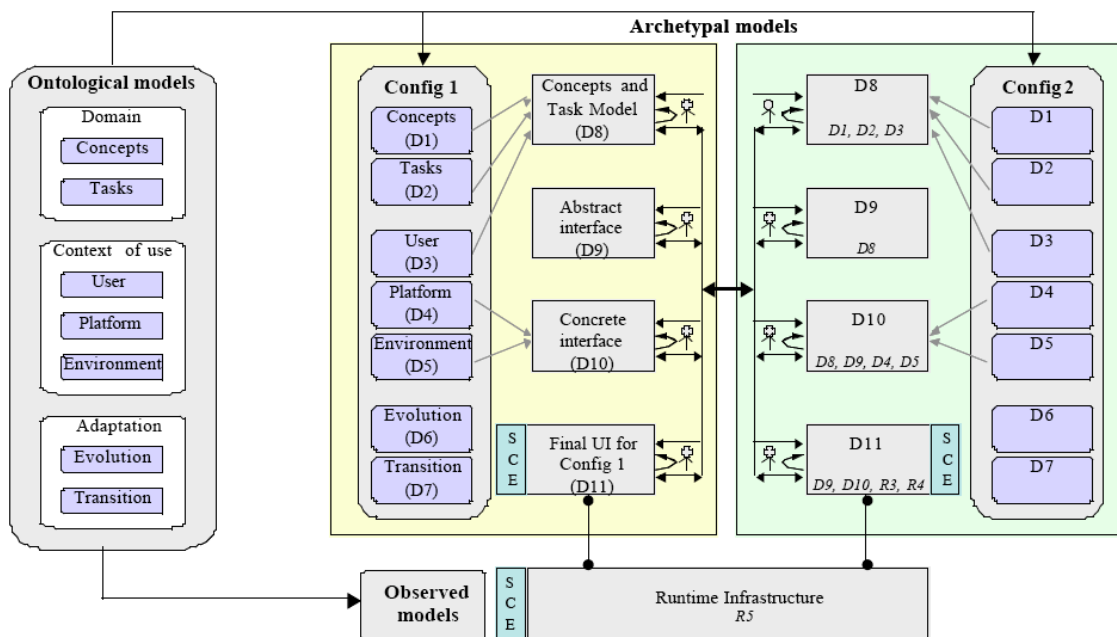 Archetypal models
Ontological models
Domain
Concepts
Tasks
Context of use
User
Platform
Environment
Adaptation
Evolution
Transition
Config 1
Concepts
(D1)
Tasks
(D2)
User
(D3)
Platform
(D4)
Environment
(D5)
Evolution
(D6)
Transition
(D7)
Concepts and
Task Model
(D8)
Abstract
interface
(D9)
Concrete
interface
(D10)
S
C
E
Final UI for
Config 1
(D11)
D8
D1, D2, D3
D9
D8
D10
D8, D9, D4, D5
D11
D9, D10, R3, R4
S
C
E
Config 2
D1
D2
D3
D4
D5
D6
D7
Observed
models
S
C
E
Runtime Infrastructure
R5